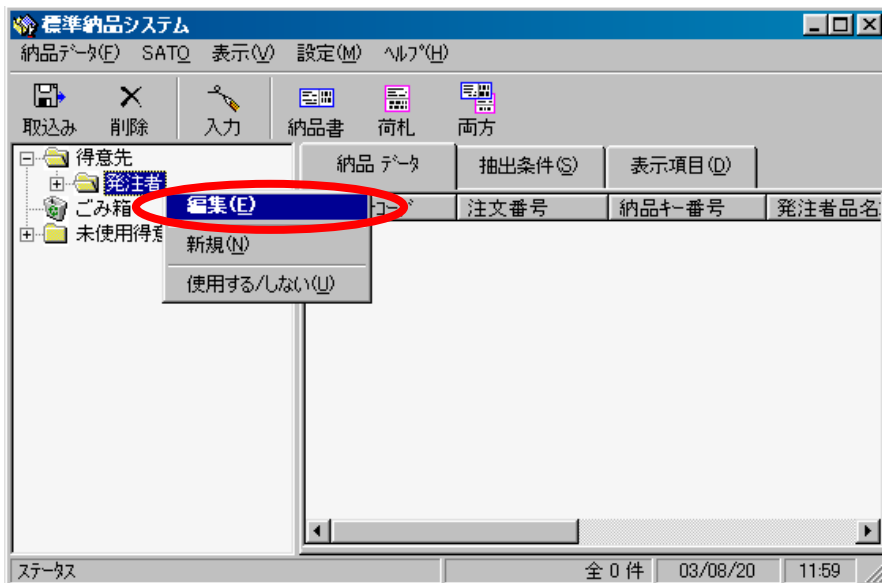 標準納品システム
納品ﾃﾞｰﾀ(F) SATO 表示(V) 設定(M) ﾍﾙﾌﾟ(H)
取込み 削除 入力 納品書 荷札 両方
得意先
発注者
ごみ箱
未使用得意
編集(E)
新規(N)
使用する/しない(U)
納品 ﾃﾞｰﾀ 抽出条件(S) 表示項目(D)
ｺｰﾄﾞ 注文番号 納品キー番号 発注者品名
ｽﾃｰﾀｽ 全 0 件 03/08/20 11:59